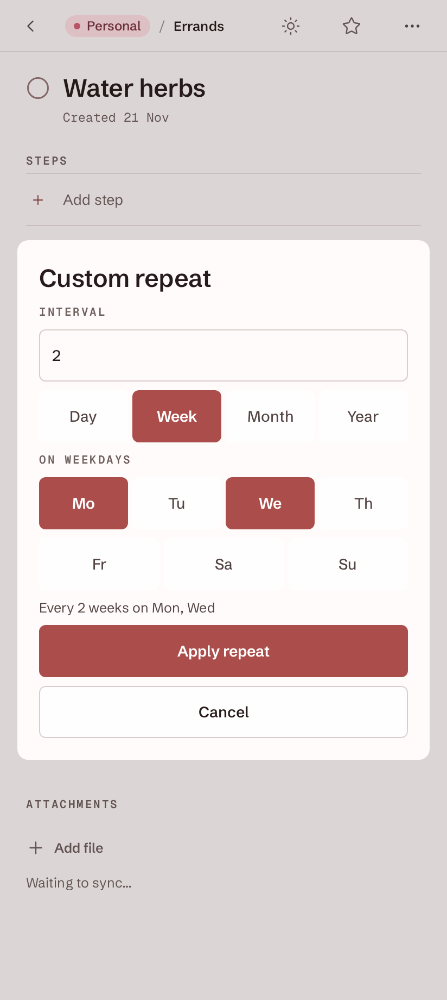 Personal / Errands
Water herbs
Created 21 Nov
STEPS
+ Add step
Custom repeat
INTERVAL
2
Day Week Month Year
ON WEEKDAYS
Mo Tu We Th
Fr Sa Su
Every 2 weeks on Mon, Wed
Apply repeat
Cancel
ATTACHMENTS
+ Add file
Waiting to sync…